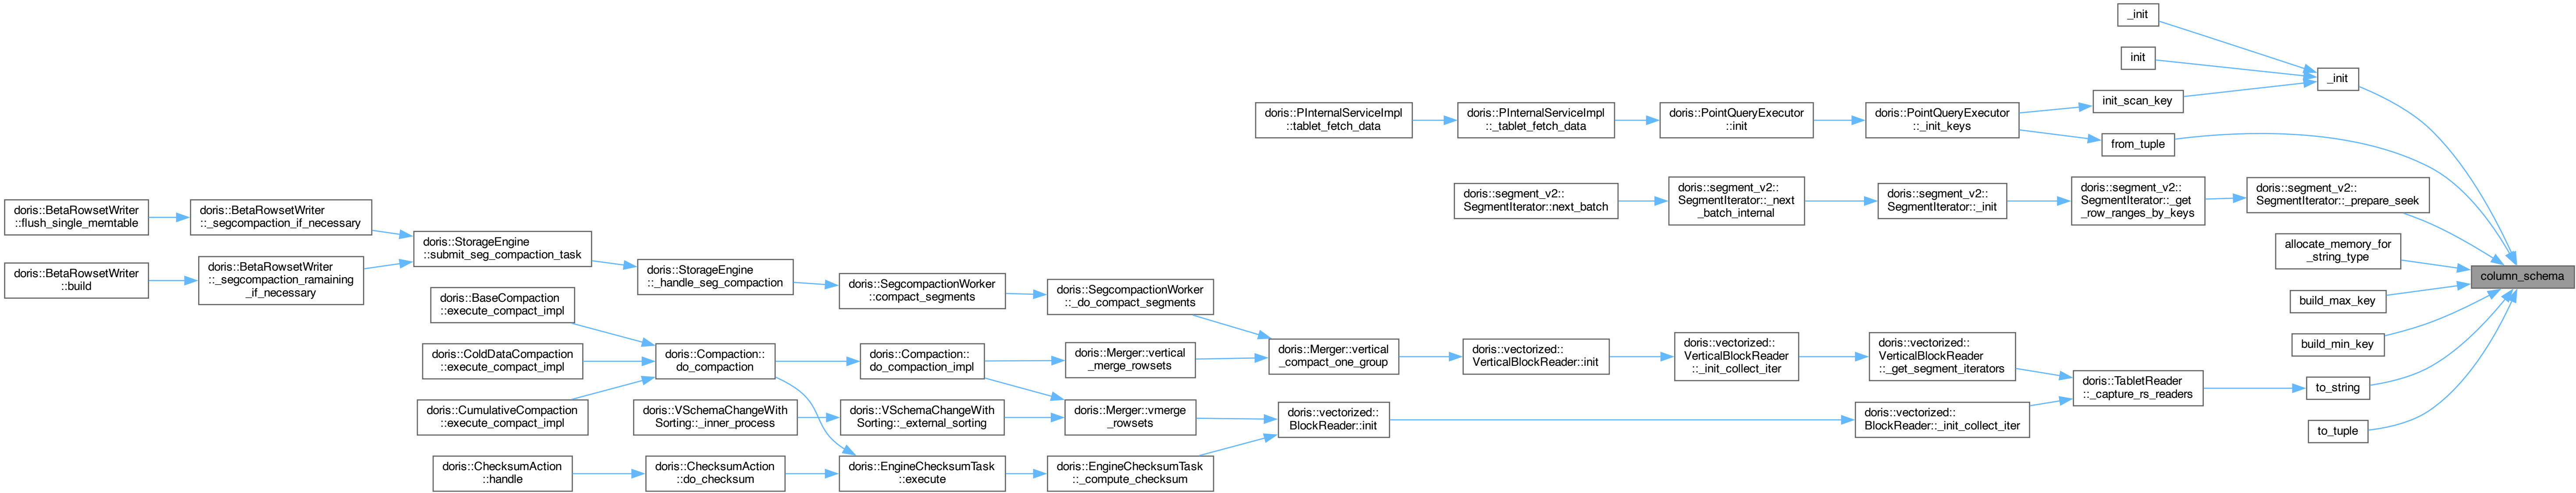 _init
init
_init
init_scan_key
doris::PInternalServiceImpl
::tablet_fetch_data
doris::PInternalServiceImpl
::_tablet_fetch_data
doris::PointQueryExecutor
::init
doris::PointQueryExecutor
::_init_keys
from_tuple
doris::segment_v2::
SegmentIterator::next_batch
doris::segment_v2::
SegmentIterator::_next
_batch_internal
doris::segment_v2::
SegmentIterator::_init
doris::segment_v2::
SegmentIterator::_get
_row_ranges_by_keys
doris::segment_v2::
SegmentIterator::_prepare_seek
doris::BetaRowsetWriter
::flush_single_memtable
doris::BetaRowsetWriter
::_segcompaction_if_necessary
doris::BetaRowsetWriter
::build
doris::BetaRowsetWriter
::_segcompaction_ramaining
_if_necessary
doris::StorageEngine
::submit_seg_compaction_task
doris::StorageEngine
::_handle_seg_compaction
doris::SegcompactionWorker
::compact_segments
doris::SegcompactionWorker
::_do_compact_segments
allocate_memory_for
_string_type
column_schema
build_max_key
build_min_key
doris::BaseCompaction
::execute_compact_impl
doris::ColdDataCompaction
::execute_compact_impl
doris::CumulativeCompaction
::execute_compact_impl
doris::Compaction::
do_compaction
doris::Compaction::
do_compaction_impl
doris::Merger::vertical
_merge_rowsets
doris::Merger::vertical
_compact_one_group
doris::vectorized::
VerticalBlockReader::init
doris::vectorized::
VerticalBlockReader
::_init_collect_iter
doris::vectorized::
VerticalBlockReader
::_get_segment_iterators
doris::TabletReader
::_capture_rs_readers
to_string
doris::VSchemaChangeWith
Sorting::_inner_process
doris::VSchemaChangeWith
Sorting::_external_sorting
doris::Merger::vmerge
_rowsets
doris::vectorized::
BlockReader::init
doris::vectorized::
BlockReader::_init_collect_iter
to_tuple
doris::ChecksumAction
::handle
doris::ChecksumAction
::do_checksum
doris::EngineChecksumTask
::execute
doris::EngineChecksumTask
::_compute_checksum